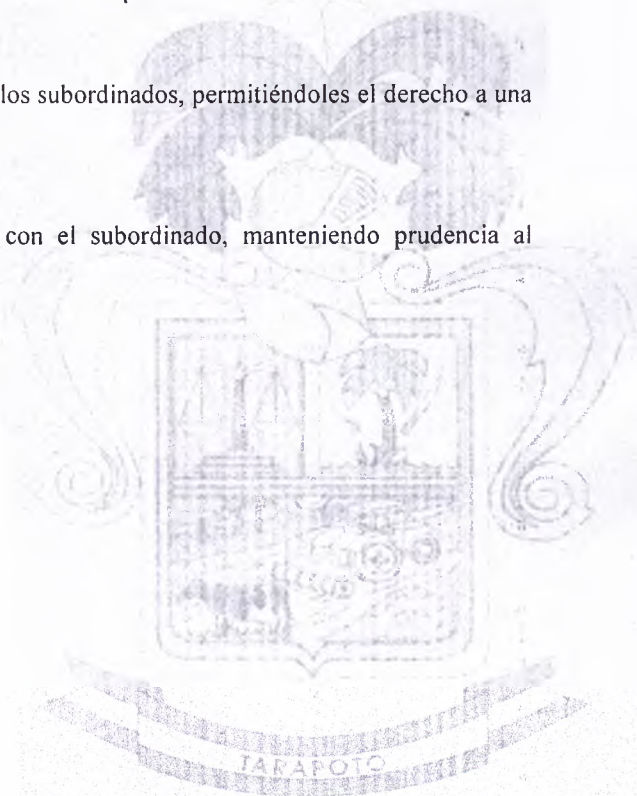 los subordinados, permitiéndoles el derecho a una
con el subordinado, manteniendo prudencia al
TARAPOTO